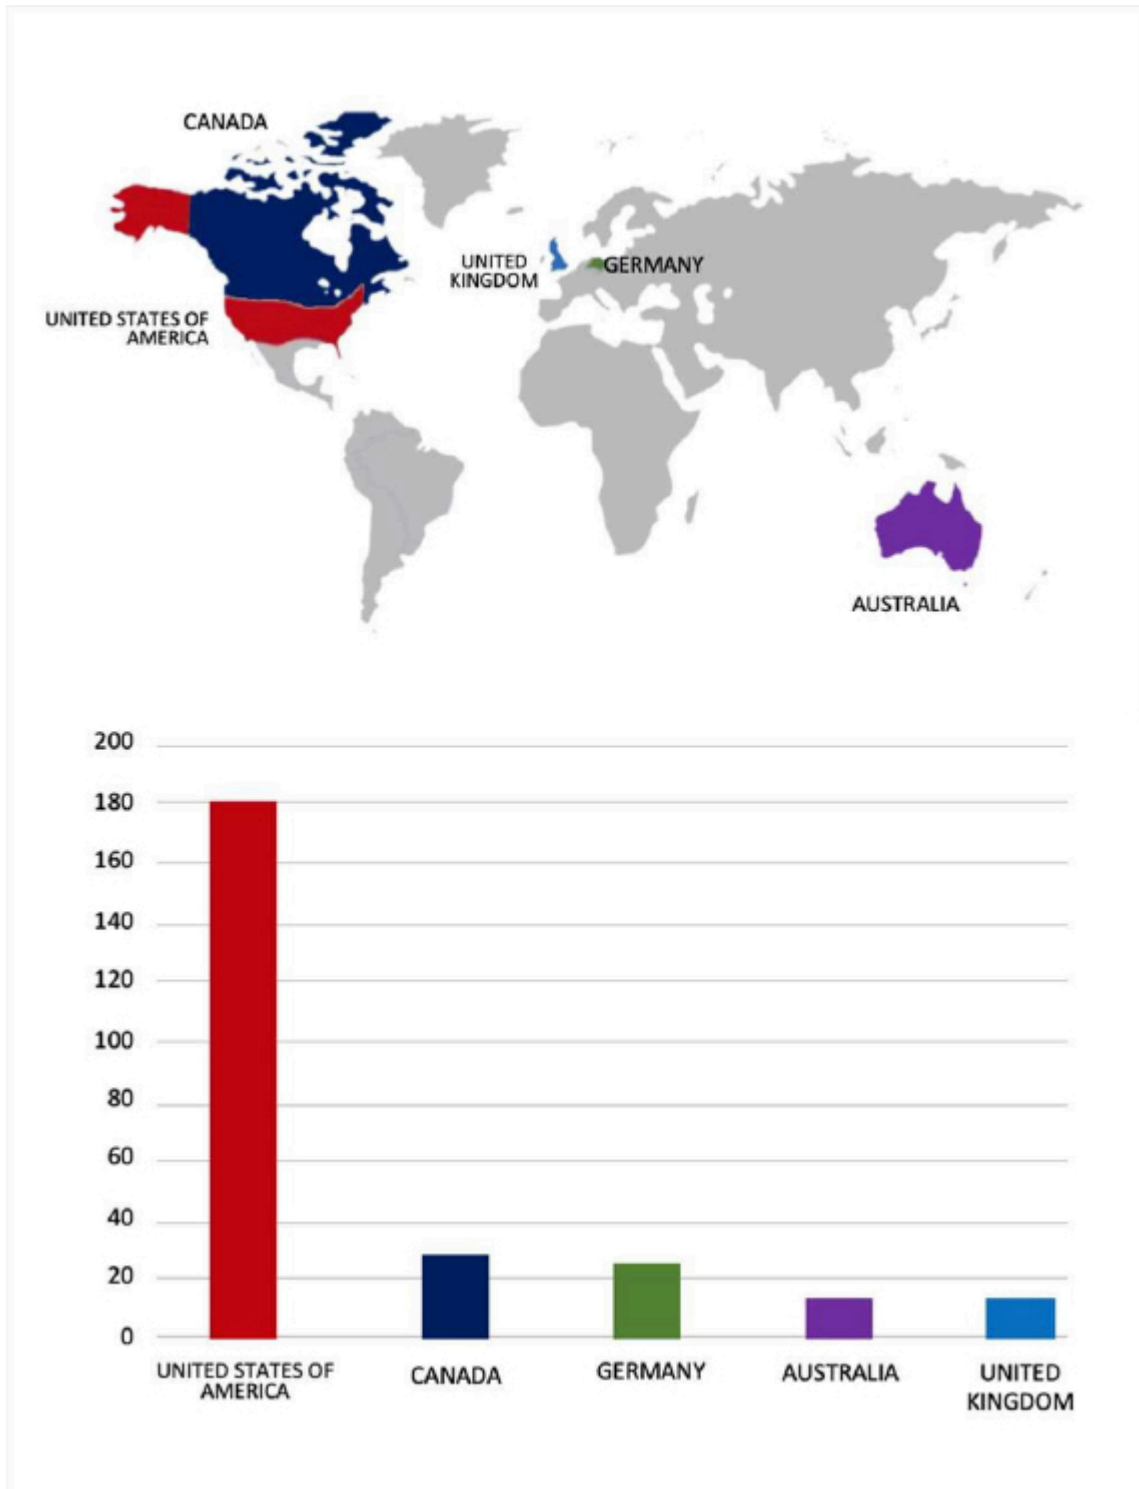 CANADA
UNITED
KINGDOM
GERMANY
UNITED STATES OF
AMERICA
AUSTRALIA
200
180
160
140
120
100
80
60
40
20
0
UNITED STATES OF
AMERICA
CANADA
GERMANY
AUSTRALIA
UNITED
KINGDOM